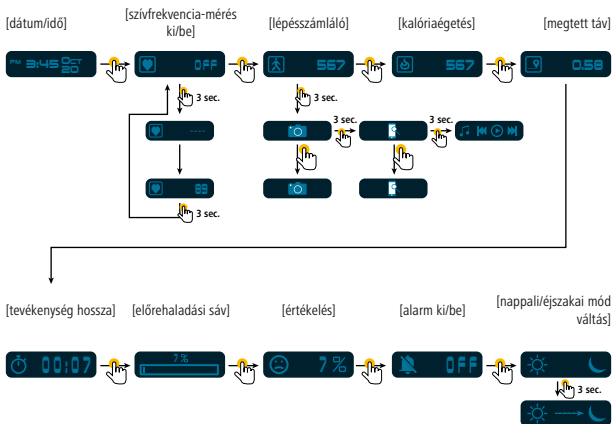 [dátum/idő]
[szívfrekvencia-mérés
ki/be]
[lépésszámláló]
[kalóriaégetés]
[megtett táv]
PM 3:45 OCT
20
OFF
567
567
0.58
3 sec.
3 sec.
----
3 sec.
3 sec.
89
3 sec.
[tevékenység hossza]
[előrehaladási sáv]
[értékelés]
[alarm ki/be]
[nappali/éjszakai mód
váltás]
00:07
7%
7%
OFF
3 sec.